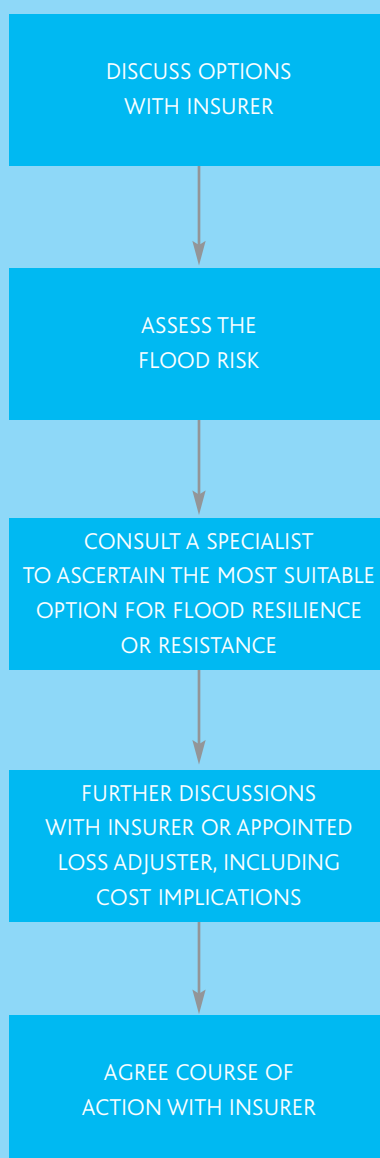 DISCUSS OPTIONS
WITH INSURER
ASSESS THE
FLOOD RISK
CONSULT A SPECIALIST
TO ASCERTAIN THE MOST SUITABLE
OPTION FOR FLOOD RESILIENCE
OR RESISTANCE
FURTHER DISCUSSIONS
WITH INSURER OR APPOINTED
LOSS ADJUSTER, INCLUDING
COST IMPLICATIONS
AGREE COURSE OF
ACTION WITH INSURER